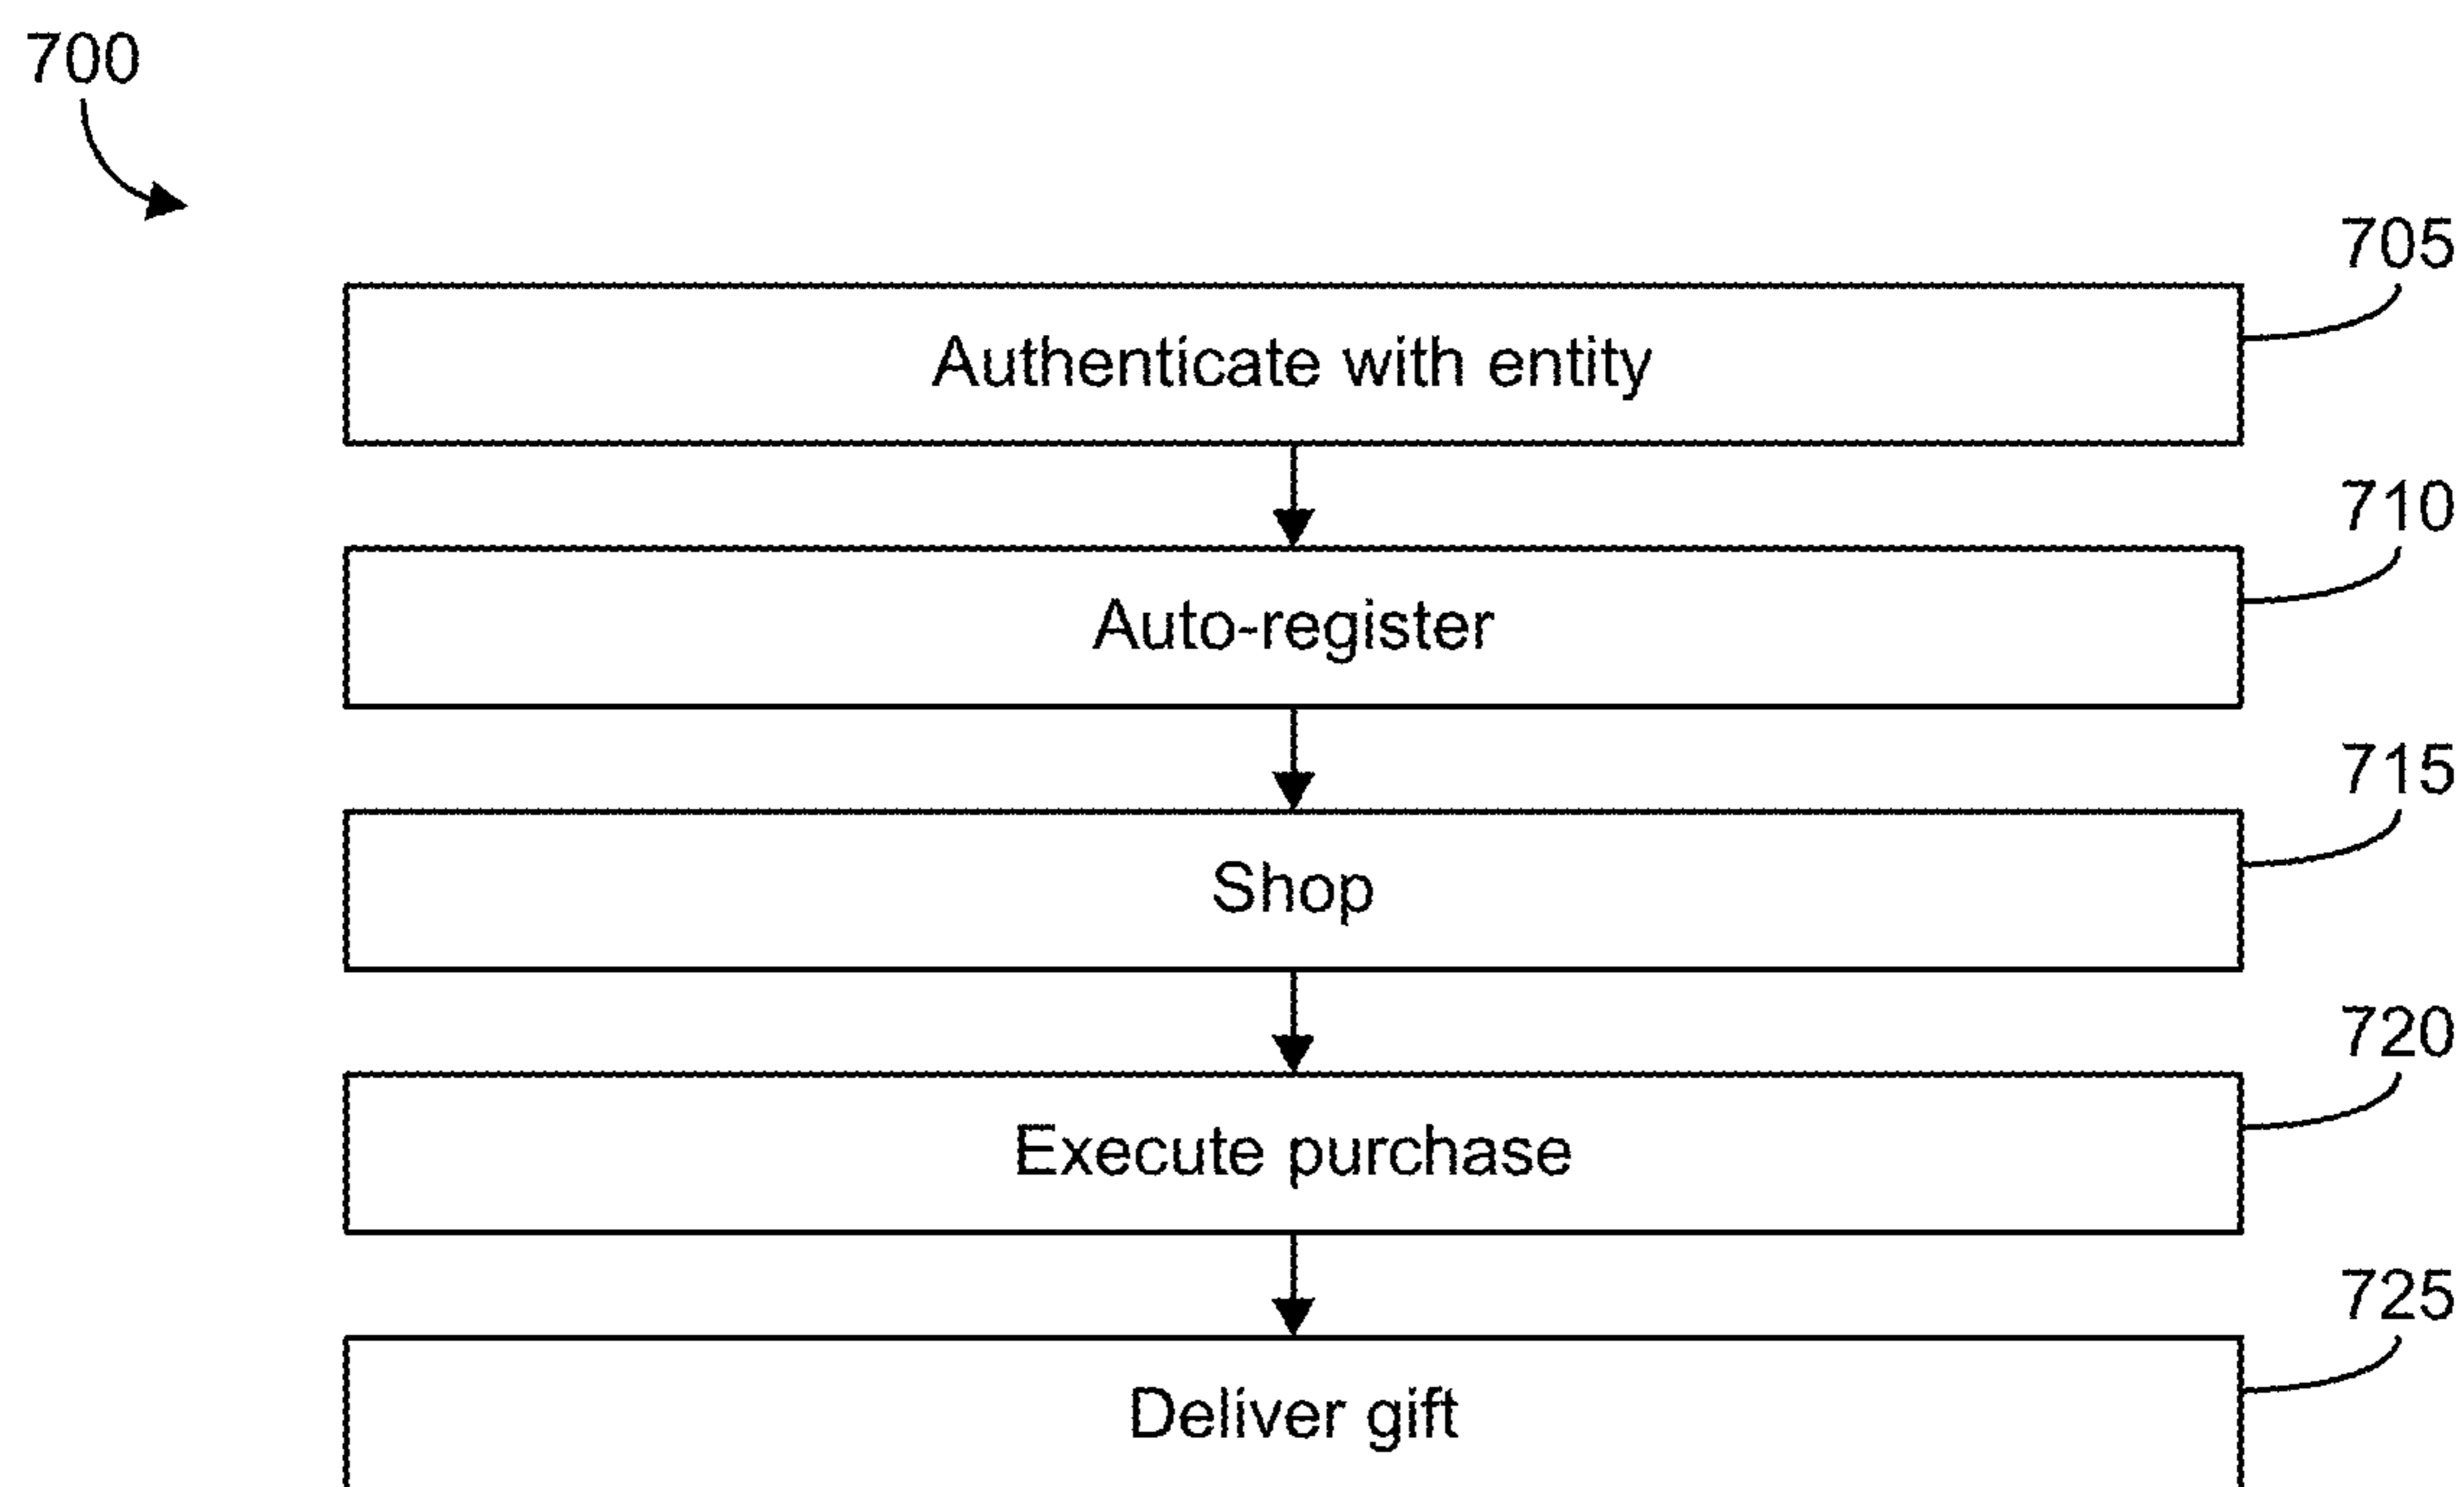 700
705
Authenticate with entity
710
Auto-register
715
Shop
720
Execute purchase
725
Deliver gift